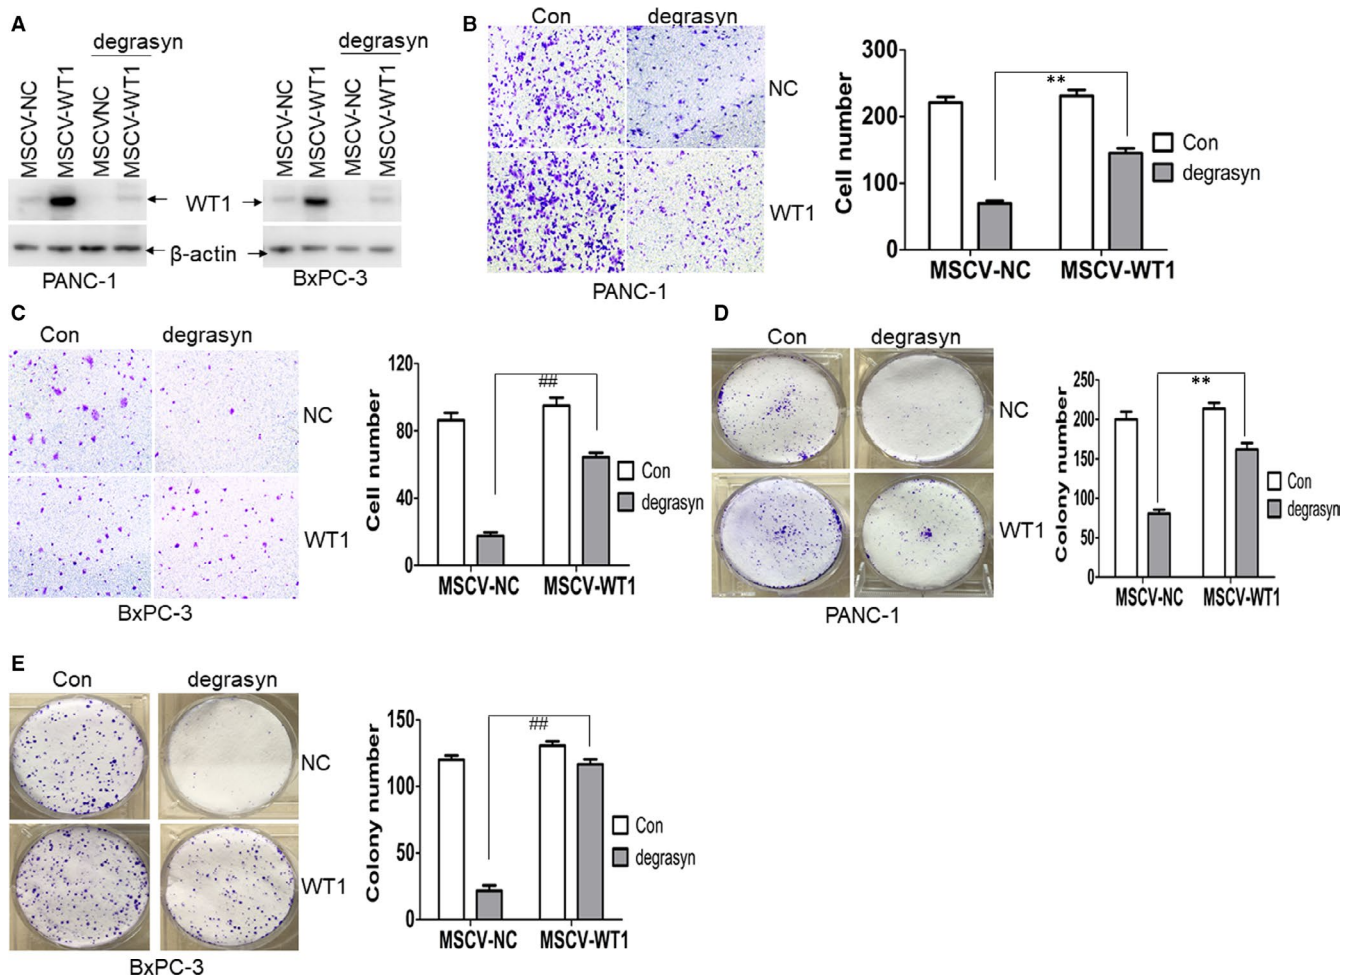 A
degrasyn
degrasyn
MSCV-NC
MSCV-WT1
MSCVNC
MSCV-WT1
MSCV-NC
MSCV-WT1
MSCV-NC
MSCV-WT1
WT1
β-actin
PANC-1
BxPC-3
B
Con
degrasyn
NC
WT1
PANC-1
Cell number
300
200
100
0
**
MSCV-NC
MSCV-WT1
Con
degrasyn
C
Con
degrasyn
NC
WT1
BxPC-3
Cell number
120
80
40
0
##
MSCV-NC
MSCV-WT1
Con
degrasyn
D
Con
degrasyn
NC
WT1
PANC-1
Colony number
250
200
150
100
50
0
**
MSCV-NC
MSCV-WT1
Con
degrasyn
E
Con
degrasyn
NC
WT1
BxPC-3
Colony number
150
100
50
0
##
MSCV-NC
MSCV-WT1
Con
degrasyn